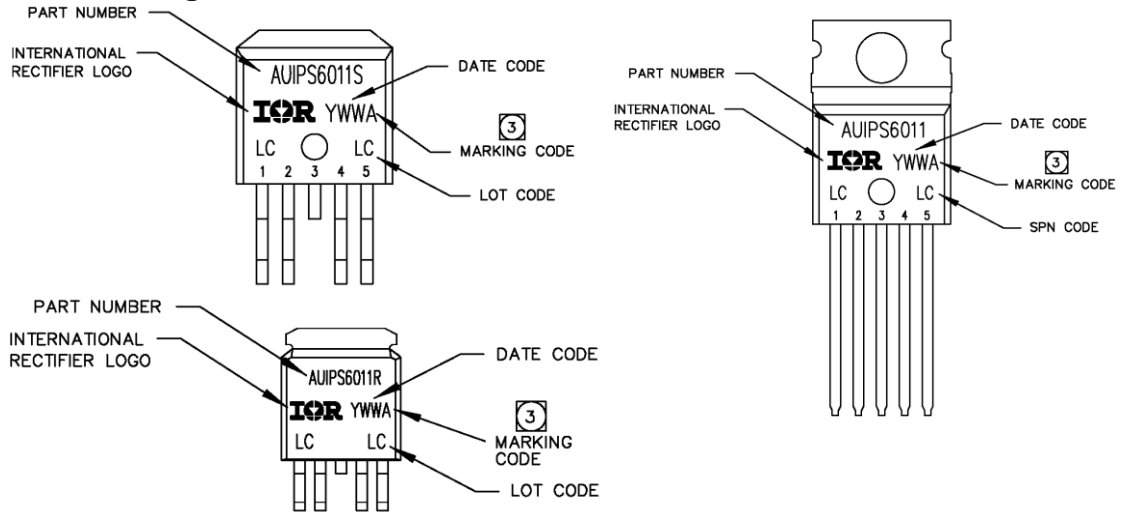 PART NUMBER
INTERNATIONAL
RECTIFIER LOGO
AUIPS6011S
IOR YWWA
LC LC
1 2 3 4 5
DATE CODE
3
MARKING CODE
LOT CODE
PART NUMBER
INTERNATIONAL
RECTIFIER LOGO
AUIPS6011
IOR YWWA
LC LC
1 2 3 4 5
DATE CODE
3
MARKING CODE
SPN CODE
PART NUMBER
INTERNATIONAL
RECTIFIER LOGO
AUIPS6011R
IOR YWWA
LC LC
DATE CODE
3
MARKING
CODE
LOT CODE